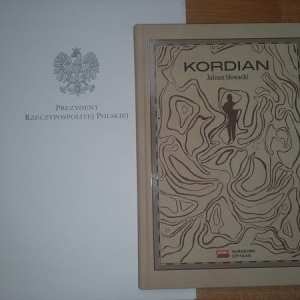 PREZYDENT
RZECZYPOSPOLITEJ POLSKIEJ
KORDIAN
Juliusz Słowacki
NARODOWE
CZYTANIE